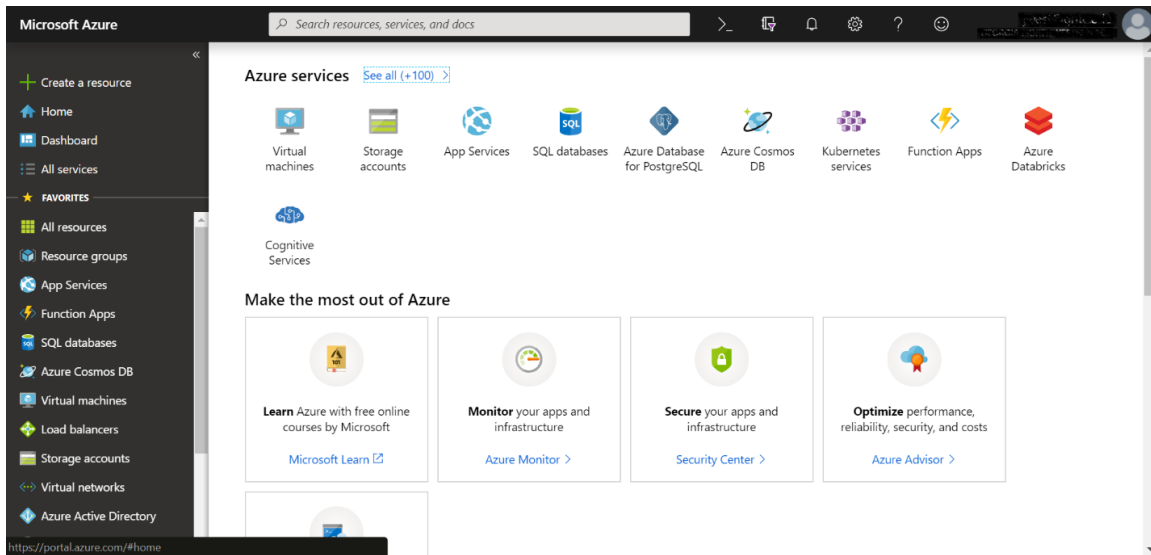 Microsoft Azure
Search resources, services, and docs
Create a resource
Home
Dashboard
All services
FAVORITES
All resources
Resource groups
App Services
Function Apps
SQL databases
Azure Cosmos DB
Virtual machines
Load balancers
Storage accounts
Virtual networks
Azure Active Directory
https://portal.azure.com/#home
Azure services See all (+100)
Virtual
machines
Storage
accounts
App Services
SQL
SQL databases
Azure Database
for PostgreSQL
Azure Cosmos
DB
Kubernetes
services
Function Apps
Azure
Databricks
Cognitive
Services
Make the most out of Azure
101
Learn Azure with free online
courses by Microsoft
Microsoft Learn
Monitor your apps and
infrastructure
Azure Monitor
Secure your apps and
infrastructure
Security Center
Optimize performance,
reliability, security, and costs
Azure Advisor